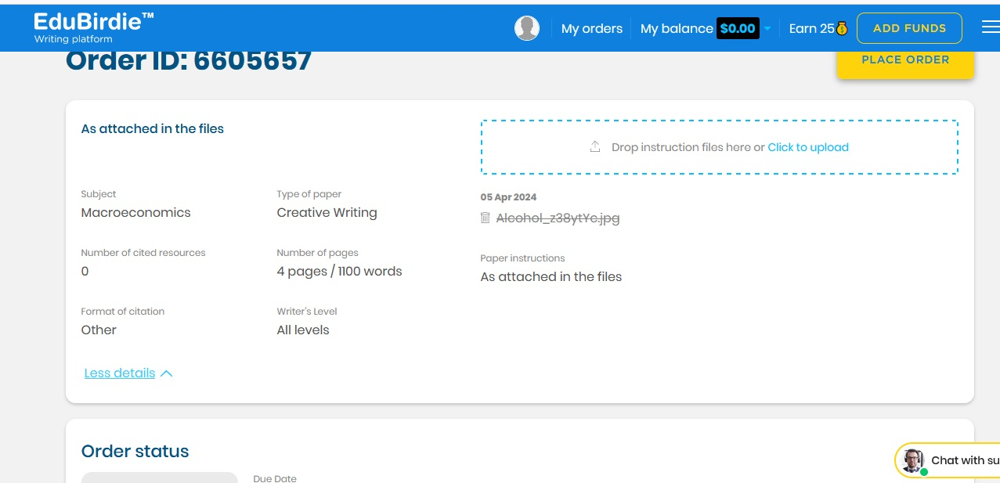 EduBirdie™
Writing platform
My orders
My balance $0.00
Earn 25
ADD FUNDS
Order ID: 6605657
PLACE ORDER
As attached in the files
Drop instruction files here or Click to upload
Subject
Macroeconomics
Type of paper
Creative Writing
05 Apr 2024
Alcohol_z38ytYc.jpg
Number of cited resources
0
Number of pages
4 pages / 1100 words
Paper instructions
As attached in the files
Format of citation
Other
Writer's Level
All levels
Less details
Order status
Due Date
Chat with su